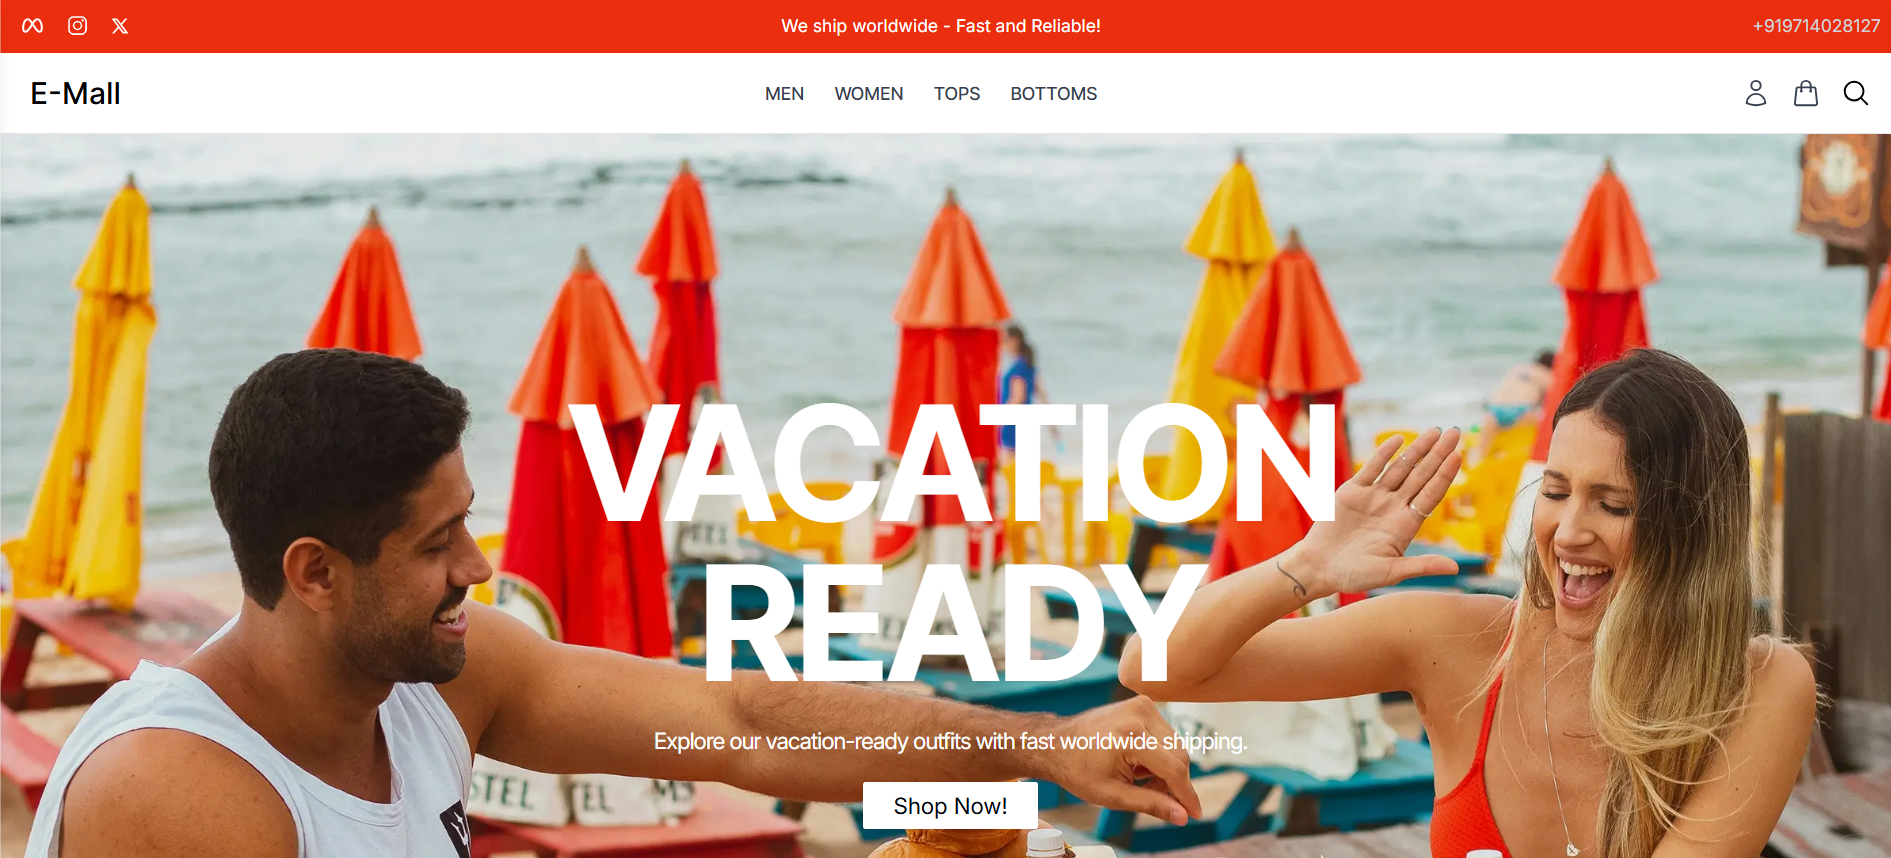 We ship worldwide - Fast and Reliable!
+919714028127
E-Mall
MEN WOMEN TOPS BOTTOMS
VACATION
READY
Explore our vacation-ready outfits with fast worldwide shipping.
Shop Now!